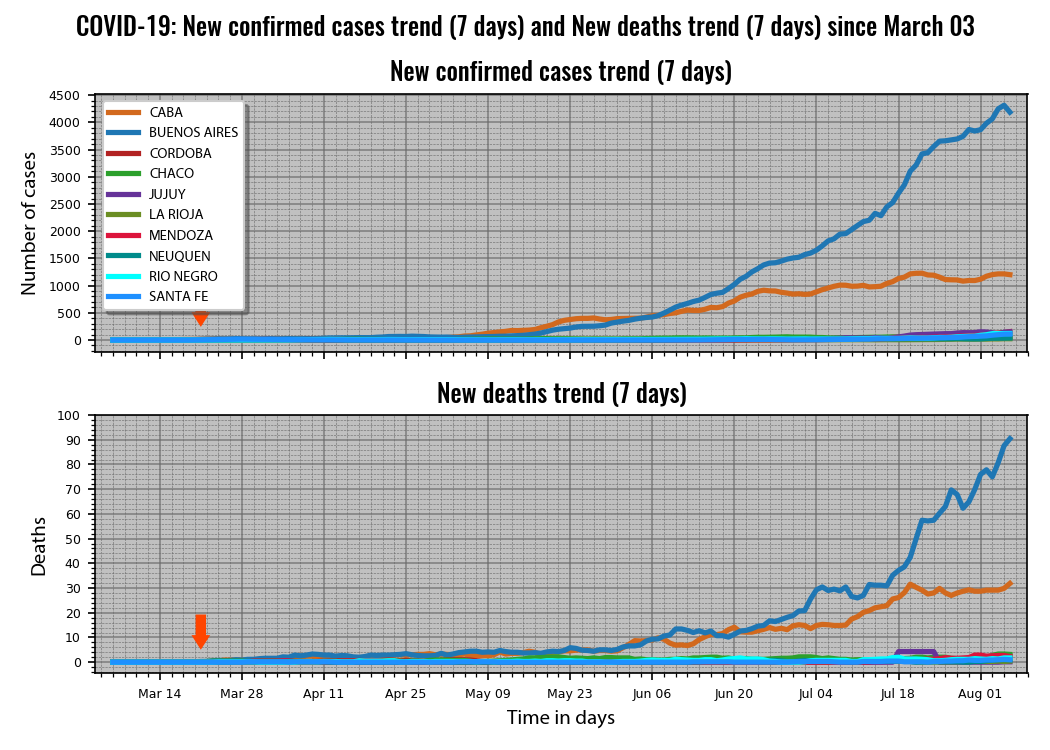 COVID-19: New confirmed cases trend (7 days) and New deaths trend (7 days) since March 03
New confirmed cases trend (7 days)
Number of cases
4500
4000
3500
3000
2500
2000
1500
1000
500
0
CABA
BUENOS AIRES
CORDOBA
CHACO
JUJUY
LA RIOJA
MENDOZA
NEUQUEN
RIO NEGRO
SANTA FE
New deaths trend (7 days)
Deaths
100
90
80
70
60
50
40
30
20
10
0
Mar 14 Mar 28 Apr 11 Apr 25 May 09 May 23 Jun 06 Jun 20 Jul 04 Jul 18 Aug 01
Time in days